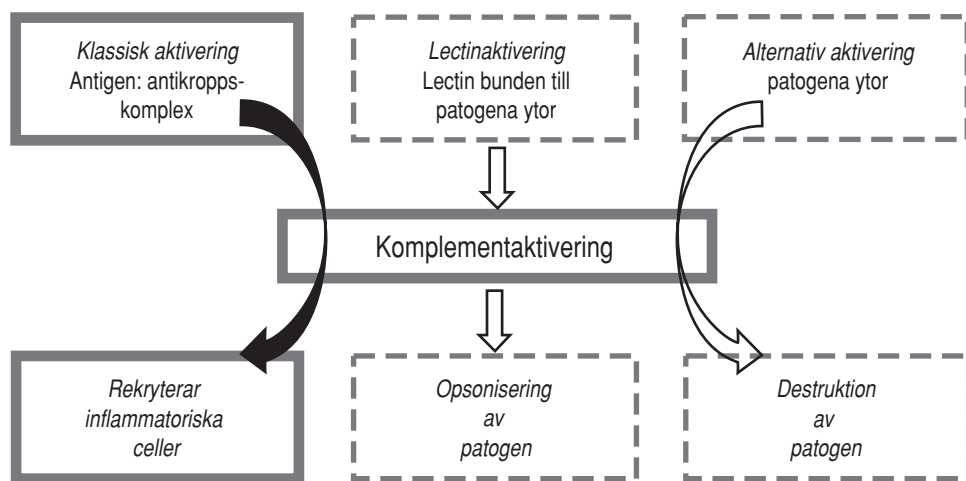 Klassisk aktivering
Antigen: antikropps-
komplex
Lectinaktivering
Lectin bunden till
patogena ytor
Alternativ aktivering
patogena ytor
Komplementaktivering
Rekryterar
inflammatoriska
celler
Opsonisering
av
patogen
Destruktion
av
patogen